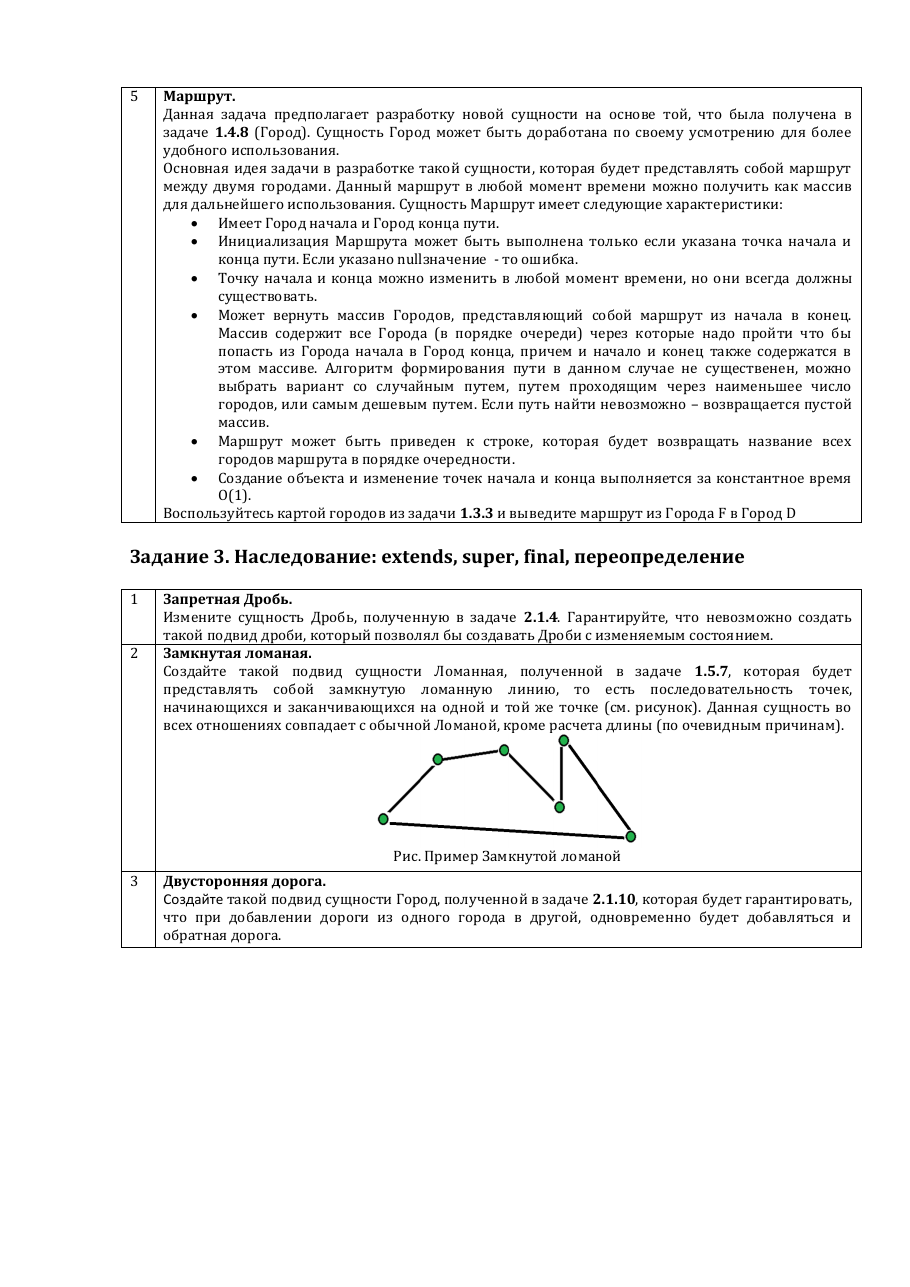 5
Маршрут.
Данная задача предполагает разработку новой сущности на основе той, что была получена в
задаче 1.4.8 (Город). Сущность Город может быть доработана по своему усмотрению для более
удобного использования.
Основная идея задачи в разработке такой сущности, которая будет представлять собой маршрут
между двумя городами. Данный маршрут в любой момент времени можно получить как массив
для дальнейшего использования. Сущность Маршрут имеет следующие характеристики:
• Имеет Город начала и Город конца пути.
• Инициализация Маршрута может быть выполнена только если указана точка начала и
конца пути. Если указано nullзначение - то ошибка.
• Точку начала и конца можно изменить в любой момент времени, но они всегда должны
существовать.
• Может вернуть массив Городов, представляющий собой маршрут из начала в конец.
Массив содержит все Города (в порядке очереди) через которые надо пройти что бы
попасть из Города начала в Город конца, причем и начало и конец также содержатся в
этом массиве. Алгоритм формирования пути в данном случае не существенен, можно
выбрать вариант со случайным путем, путем проходящим через наименьшее число
городов, или самым дешевым путем. Если путь найти невозможно – возвращается пустой
массив.
• Маршрут может быть приведен к строке, которая будет возвращать название всех
городов маршрута в порядке очередности.
• Создание объекта и изменение точек начала и конца выполняется за константное время
O(1).
Воспользуйтесь картой городов из задачи 1.3.3 и выведите маршрут из Города F в Город D
Задание 3. Наследование: extends, super, final, переопределение
1
Запретная Дробь.
Измените сущность Дробь, полученную в задаче 2.1.4. Гарантируйте, что невозможно создать
такой подвид дроби, который позволял бы создавать Дроби с изменяемым состоянием.
2
Замкнутая ломаная.
Создайте такой подвид сущности Ломанная, полученной в задаче 1.5.7, которая будет
представлять собой замкнутую ломанную линию, то есть последовательность точек,
начинающихся и заканчивающихся на одной и той же точке (см. рисунок). Данная сущность во
всех отношениях совпадает с обычной Ломаной, кроме расчета длины (по очевидным причинам).
Рис. Пример Замкнутой ломаной
3
Двусторонняя дорога.
Создайте такой подвид сущности Город, полученной в задаче 2.1.10, которая будет гарантировать,
что при добавлении дороги из одного города в другой, одновременно будет добавляться и
обратная дорога.